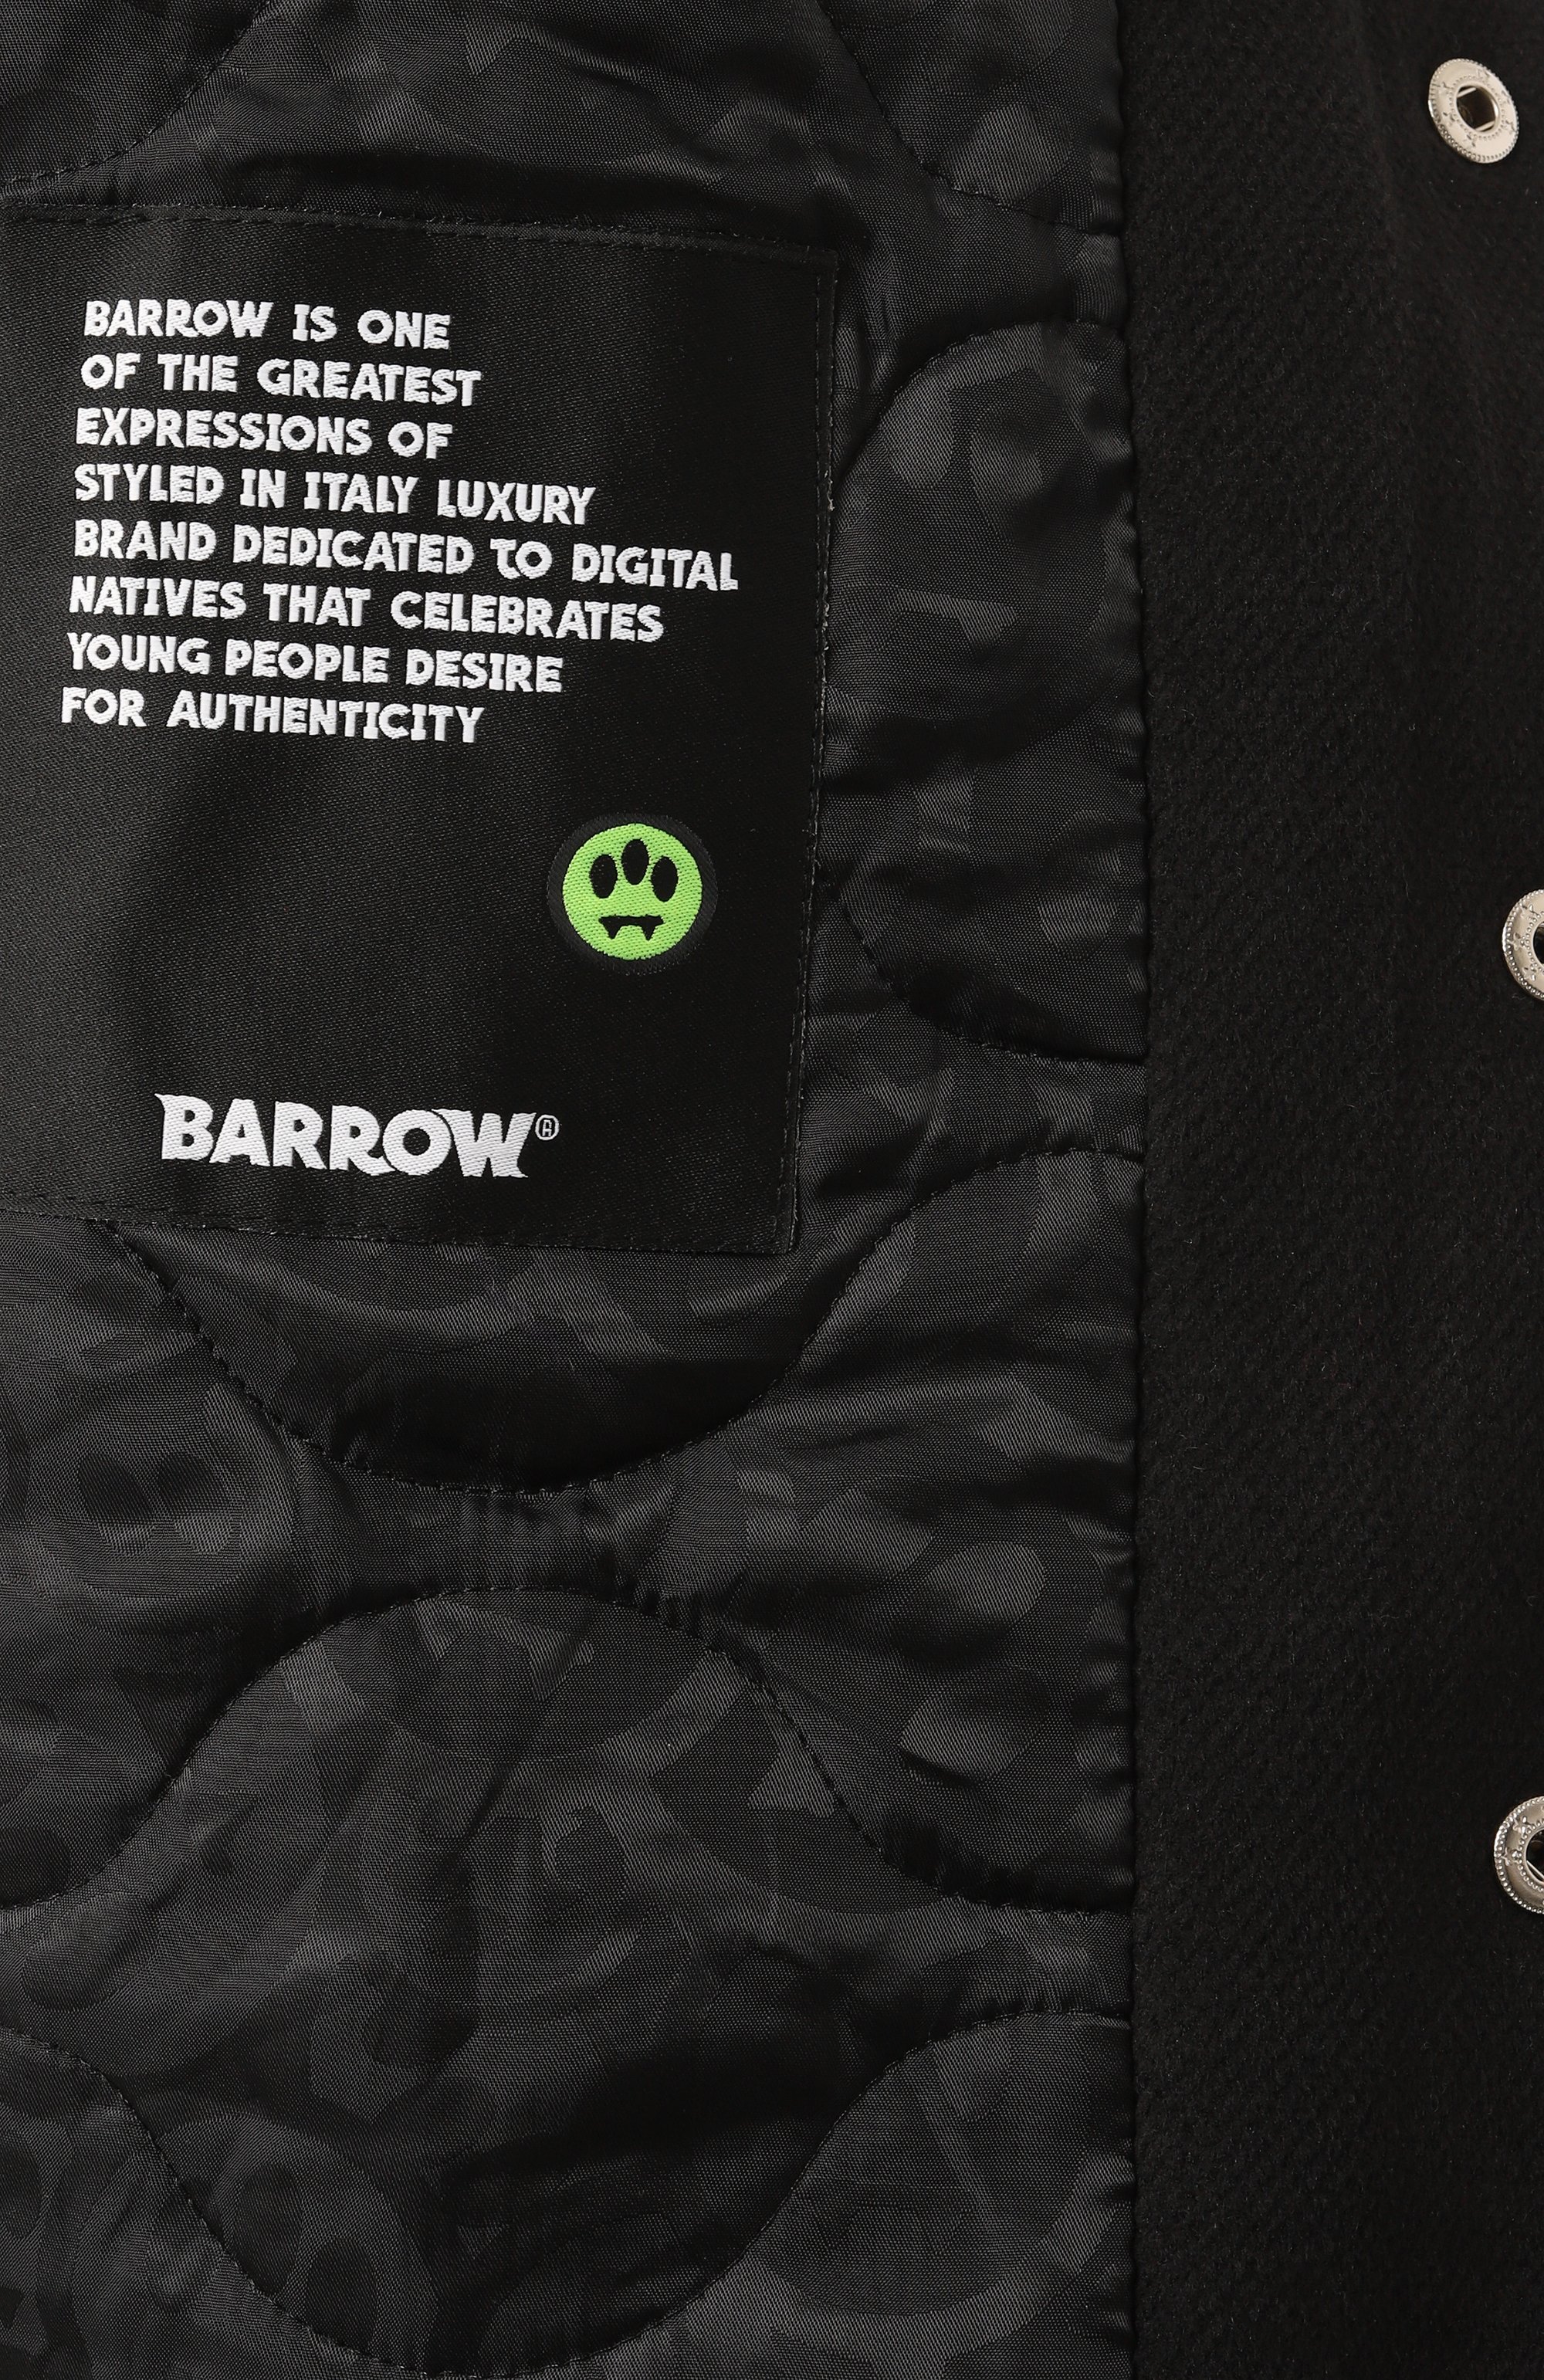 BARROW IS ONE
OF THE GREATEST
EXPRESSIONS OF
STYLED IN ITALY LUXURY
BRAND DEDICATED TO DIGITAL
NATIVES THAT CELEBRATES
YOUNG PEOPLE DESIRE
FOR AUTHENTICITY
BARROW®